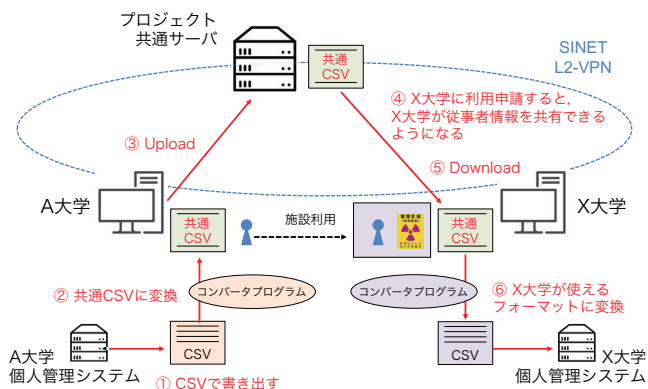 プロジェクト
共通サーバ
共通
CSV
SINET
L2-VPN
④ X大学に利用申請すると,
X大学が従事者情報を共有できる
ようになる
③ Upload
⑤ Download
A大学
X大学
共通
CSV
施設利用
管理区域
共通
CSV
② 共通CSVに変換
コンバータプログラム
コンバータプログラム
⑥ X大学が使える
フォーマットに変換
A大学
個人管理システム
CSV
CSV
X大学
個人管理システム
① CSVで書き出す